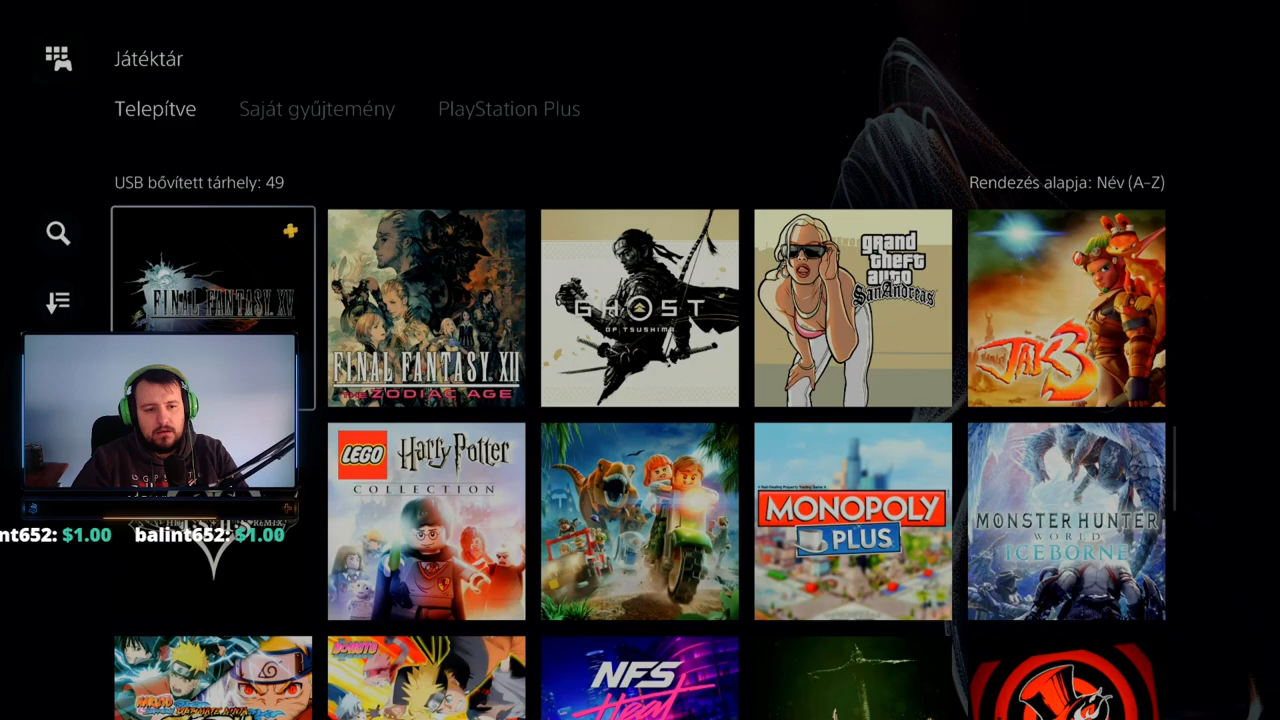 Játéktár
Telepítve
Saját gyűjtemény
PlayStation Plus
USB bővített tárhely: 49
Rendezés alapja: Név (A–Z)
FINAL FANTASY XV
FINAL FANTASY XII
THE ZODIAC AGE
GHOST
OF TSUSHIMA
grand
theft
auto
San Andreas
JAK 3
LEGO Harry Potter
COLLECTION
MONOPOLY
PLUS
MONSTER HUNTER
WORLD
ICEBORNE
nt652: $1.00 balint652: $1.00
NARUTO
BORUTO
NFS
Heat